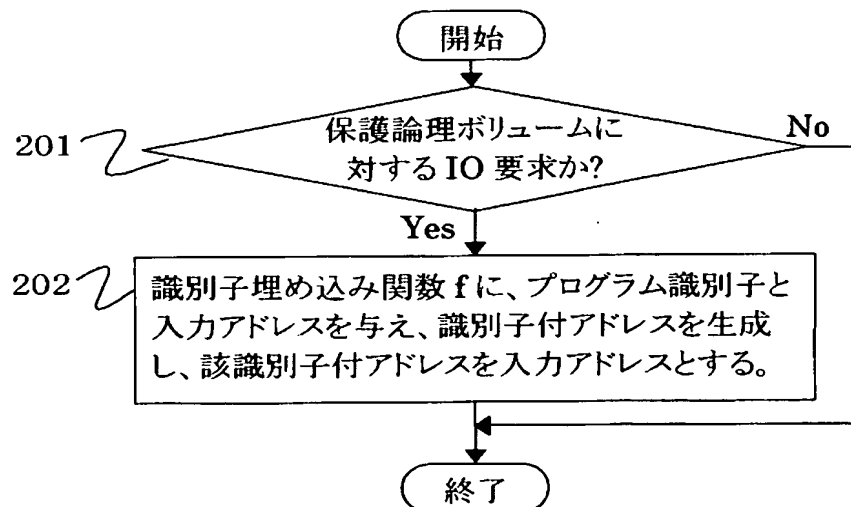 開始
201
保護論理ボリュームに
対する IO 要求か?
No
Yes
202
識別子埋め込み関数 f に、プログラム識別子と
入力アドレスを与え、識別子付アドレスを生成
し、該識別子付アドレスを入力アドレスとする。
終了